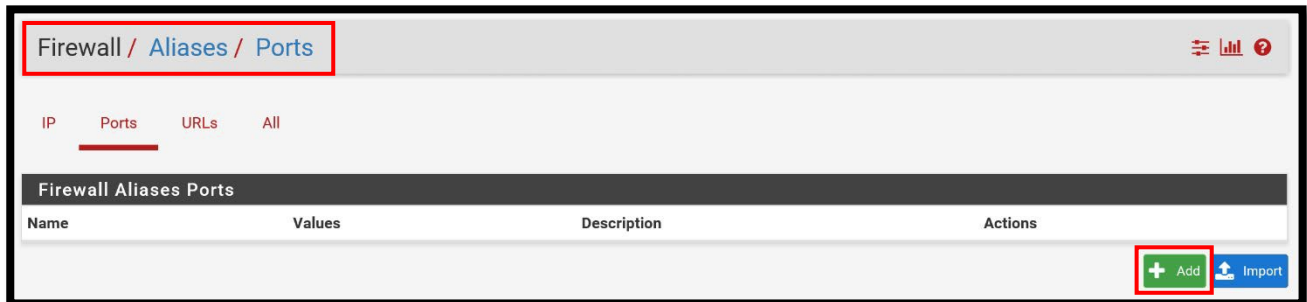 Firewall / Aliases / Ports
IP Ports URLs All
Firewall Aliases Ports
Name Values Description Actions
Add Import